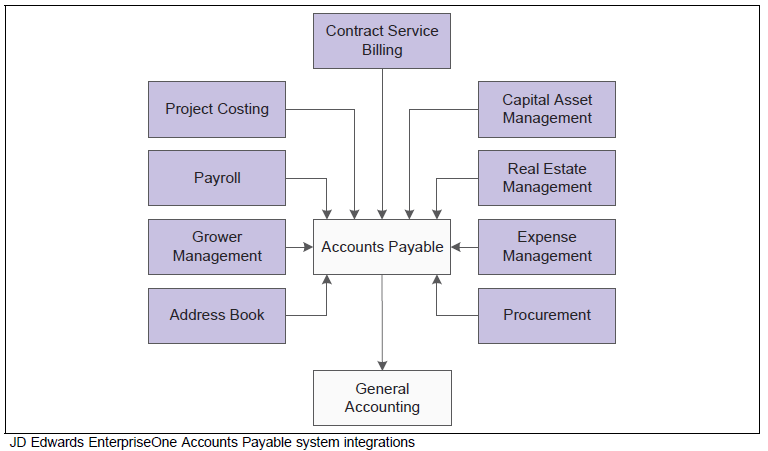 Contract Service
Billing
Project Costing
Capital Asset
Management
Payroll
Real Estate
Management
Grower
Management
Accounts Payable
Expense
Management
Address Book
Procurement
General
Accounting
JD Edwards EnterpriseOne Accounts Payable system integrations